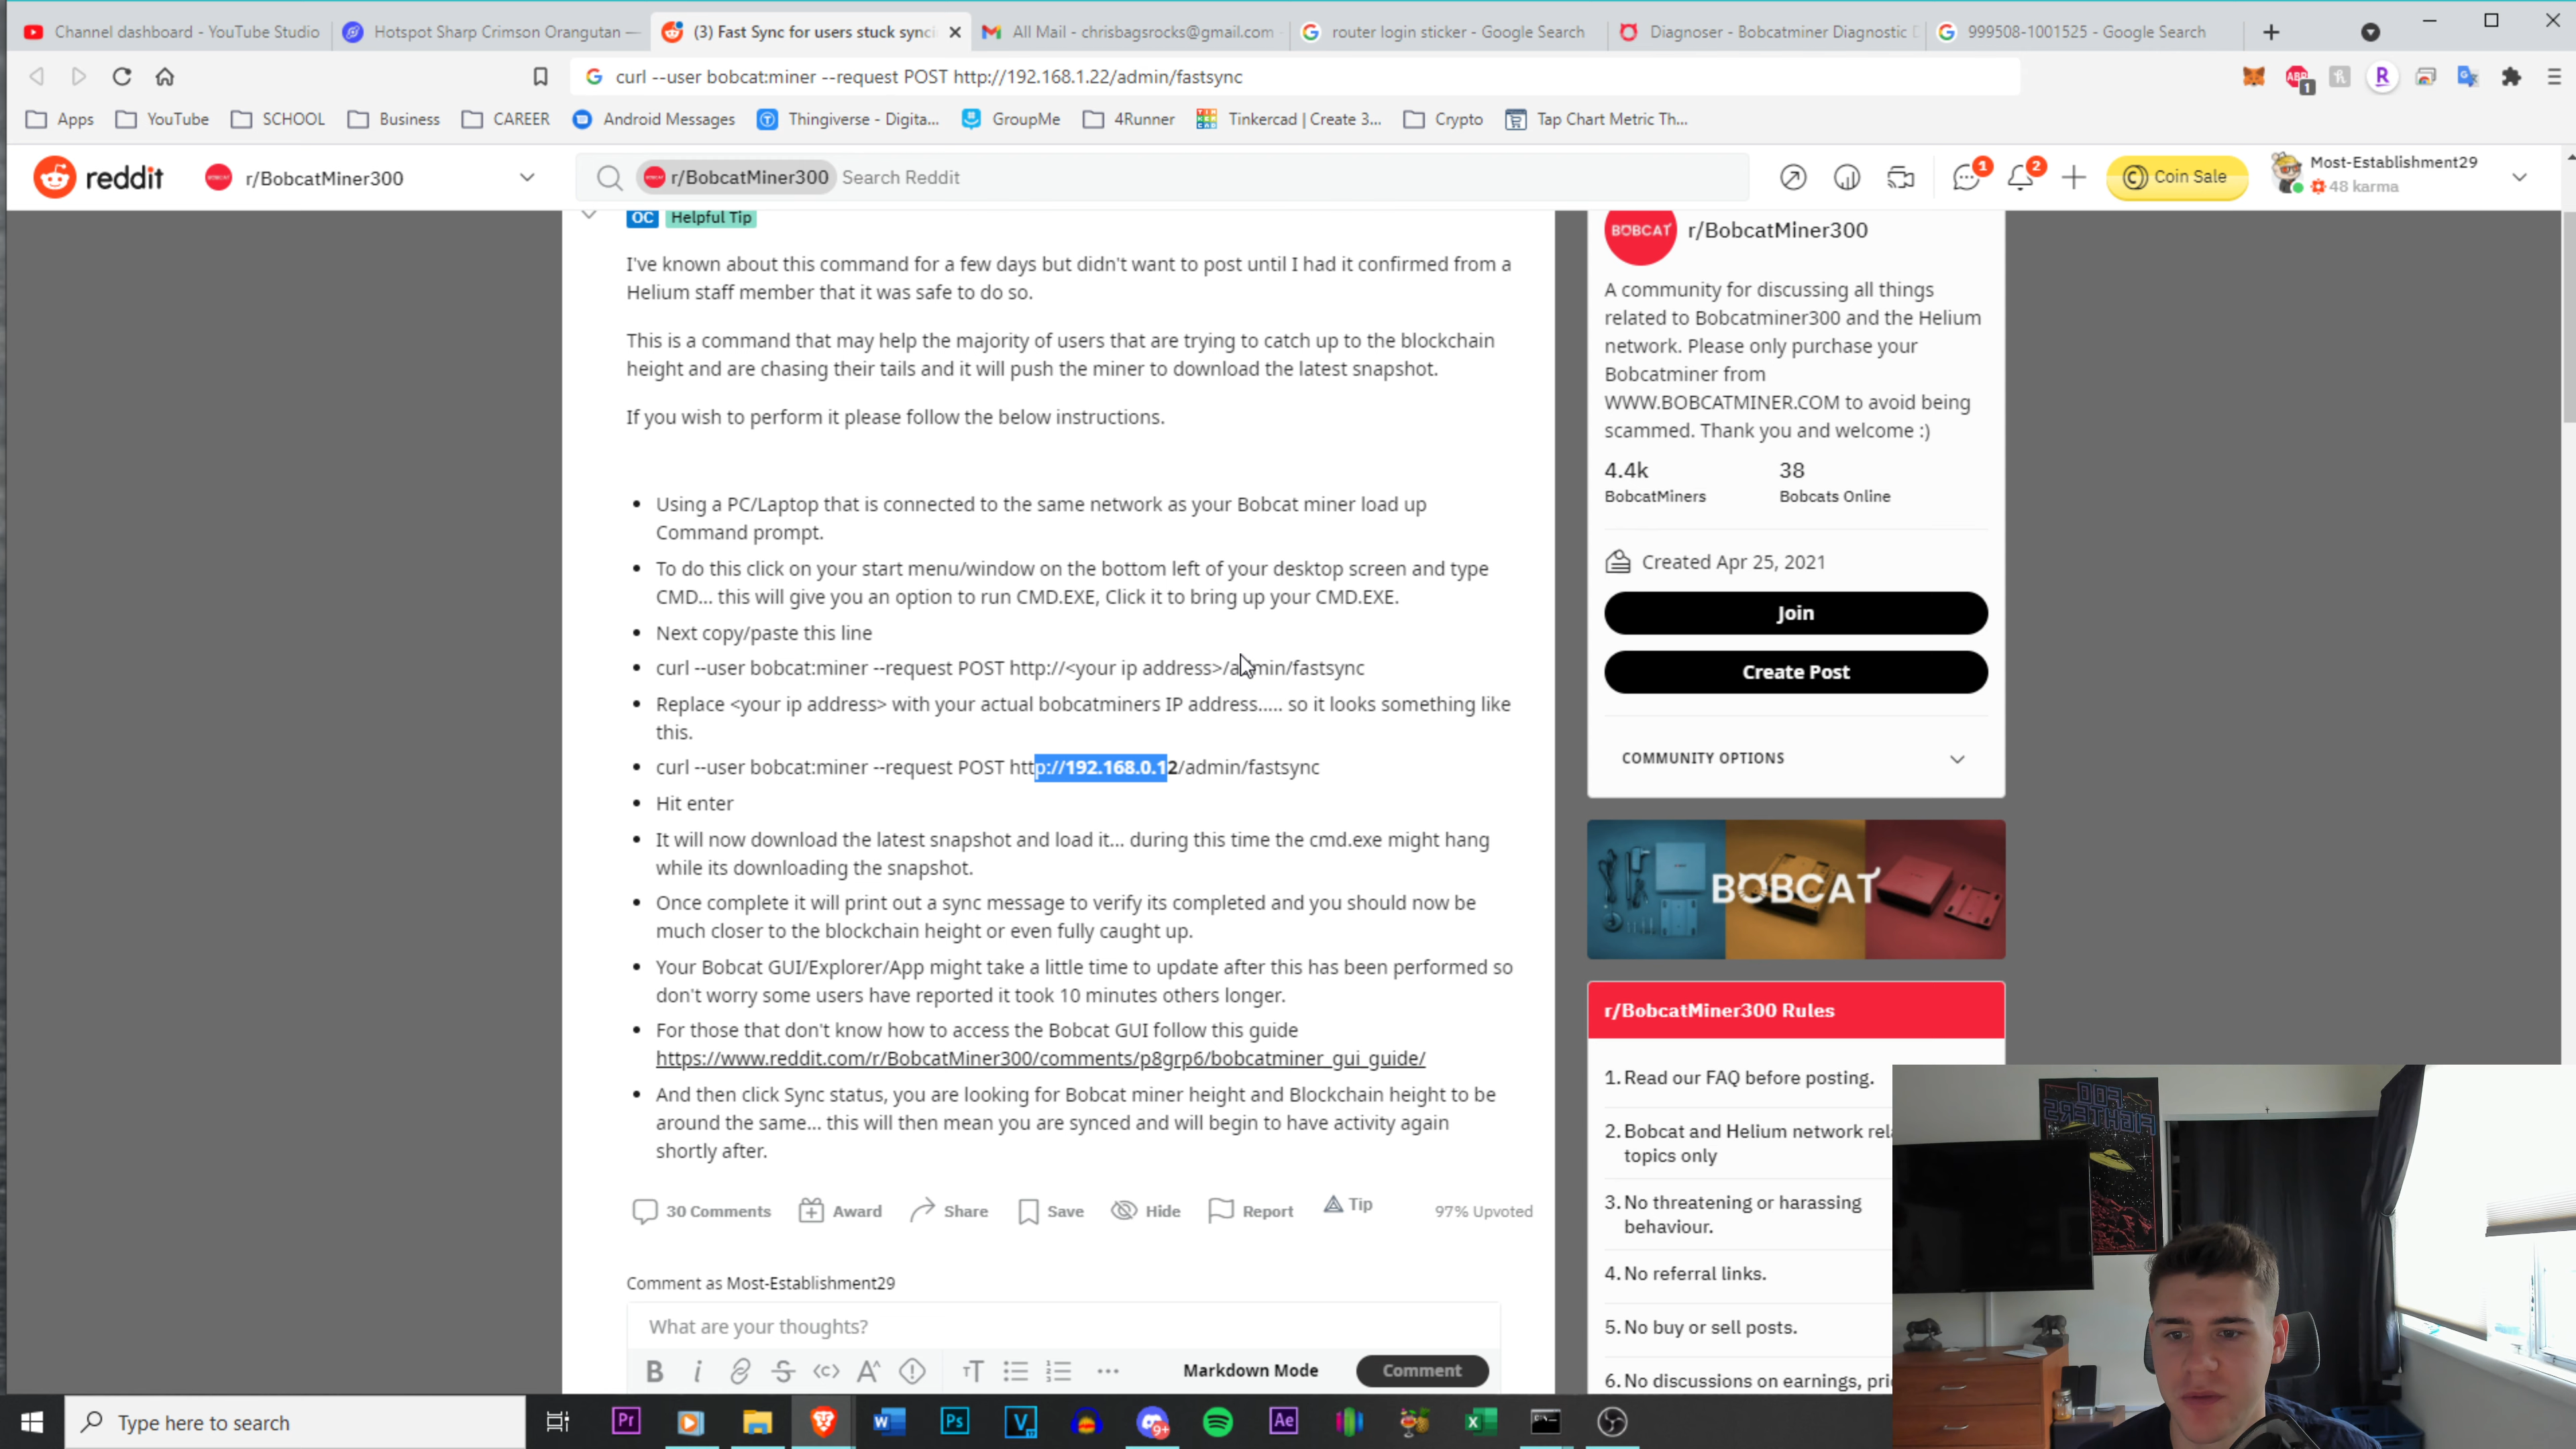 Channel dashboard - YouTube Studio
Hotspot Sharp Crimson Orangutan —
(3) Fast Sync for users stuck synci
All Mail - chrisbagsrocks@gmail.com
router login sticker - Google Search
Diagnoser - Bobcatminer Diagnostic
999508-1001525 - Google Search
curl --user bobcat:miner --request POST http://192.168.1.22/admin/fastsync
ABP
1
R
Apps
YouTube
SCHOOL
Business
CAREER
Android Messages
Thingiverse - Digita...
GroupMe
4Runner
Tinkercad | Create 3...
Crypto
Tap Chart Metric Th...
reddit
r/BobcatMiner300
r/BobcatMiner300
Search Reddit
1
2
Coin Sale
Most-Establishment29
48 karma
OC Helpful Tip
I've known about this command for a few days but didn't want to post until I had it confirmed from a
Helium staff member that it was safe to do so.
This is a command that may help the majority of users that are trying to catch up to the blockchain
height and are chasing their tails and it will push the miner to download the latest snapshot.
If you wish to perform it please follow the below instructions.
Using a PC/Laptop that is connected to the same network as your Bobcat miner load up
Command prompt.
To do this click on your start menu/window on the bottom left of your desktop screen and type
CMD... this will give you an option to run CMD.EXE, Click it to bring up your CMD.EXE.
Next copy/paste this line
curl --user bobcat:miner --request POST http://<your ip address>/admin/fastsync
Replace <your ip address> with your actual bobcatminers IP address..... so it looks something like
this.
curl --user bobcat:miner --request POST http://192.168.0.12/admin/fastsync
Hit enter
It will now download the latest snapshot and load it... during this time the cmd.exe might hang
while its downloading the snapshot.
Once complete it will print out a sync message to verify its completed and you should now be
much closer to the blockchain height or even fully caught up.
Your Bobcat GUI/Explorer/App might take a little time to update after this has been performed so
don't worry some users have reported it took 10 minutes others longer.
For those that don't know how to access the Bobcat GUI follow this guide
https://www.reddit.com/r/BobcatMiner300/comments/p8grp6/bobcatminer_gui_guide/
And then click Sync status, you are looking for Bobcat miner height and Blockchain height to be
around the same... this will then mean you are synced and will begin to have activity again
shortly after.
30 Comments
Award
Share
Save
Hide
Report
Tip
97% Upvoted
Comment as Most-Establishment29
What are your thoughts?
Markdown Mode
Comment
BOBCAT
r/BobcatMiner300
A community for discussing all things
related to Bobcatminer300 and the Helium
network. Please only purchase your
Bobcatminer from
WWW.BOBCATMINER.COM to avoid being
scammed. Thank you and welcome :)
4.4k
BobcatMiners
38
Bobcats Online
Created Apr 25, 2021
Join
Create Post
COMMUNITY OPTIONS
BOBCAT
r/BobcatMiner300 Rules
1. Read our FAQ before posting.
2. Bobcat and Helium network rel
topics only
3. No threatening or harassing
behaviour.
4. No referral links.
5. No buy or sell posts.
6. No discussions on earnings, pri
FOO
FIGHTERS
Type here to search
Pr
Ps
V
9+
Ae